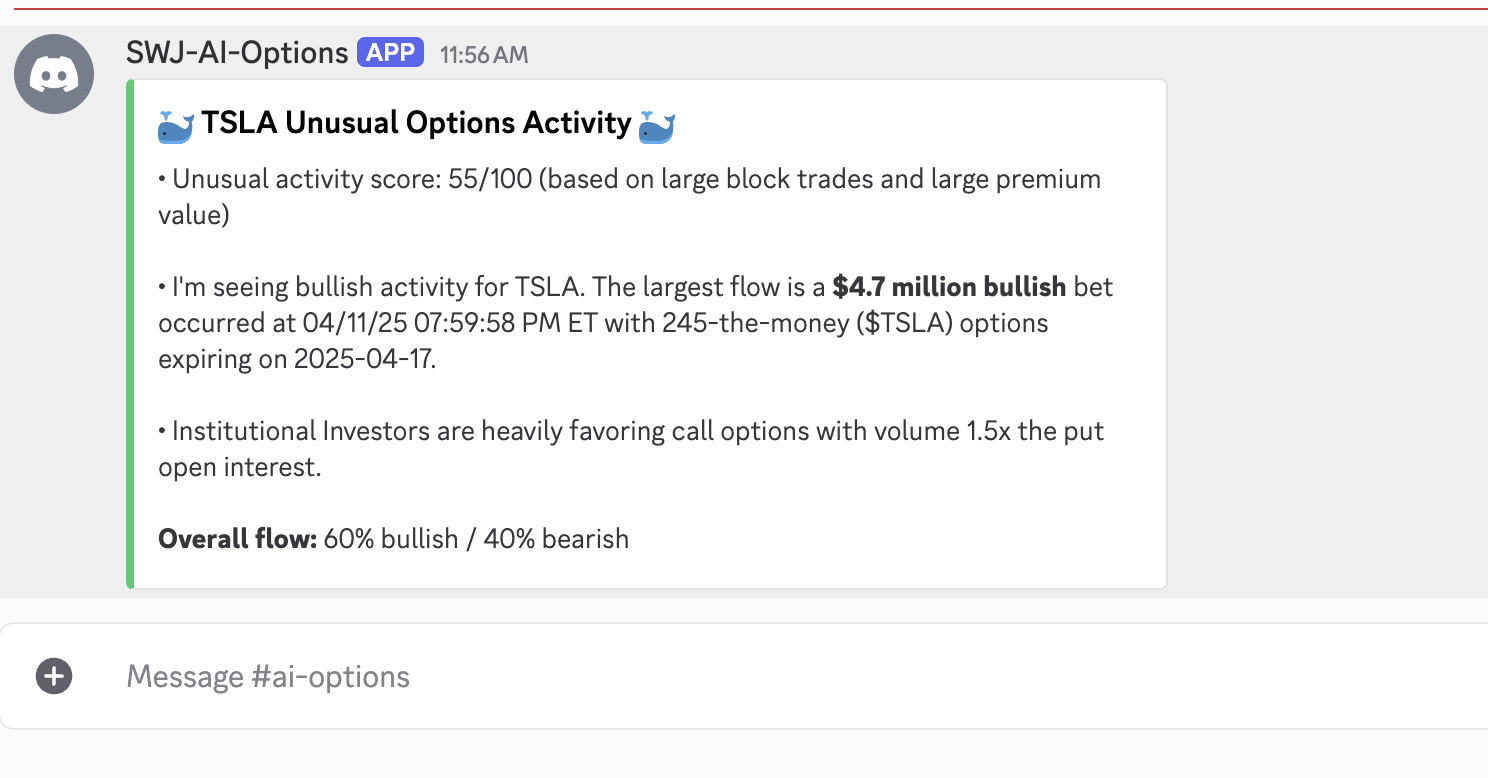 SWJ-AI-Options APP 11:56 AM
TSLA Unusual Options Activity
• Unusual activity score: 55/100 (based on large block trades and large premium
value)
• I'm seeing bullish activity for TSLA. The largest flow is a $4.7 million bullish bet
occurred at 04/11/25 07:59:58 PM ET with 245-the-money ($TSLA) options
expiring on 2025-04-17.
• Institutional Investors are heavily favoring call options with volume 1.5x the put
open interest.
Overall flow: 60% bullish / 40% bearish
Message #ai-options